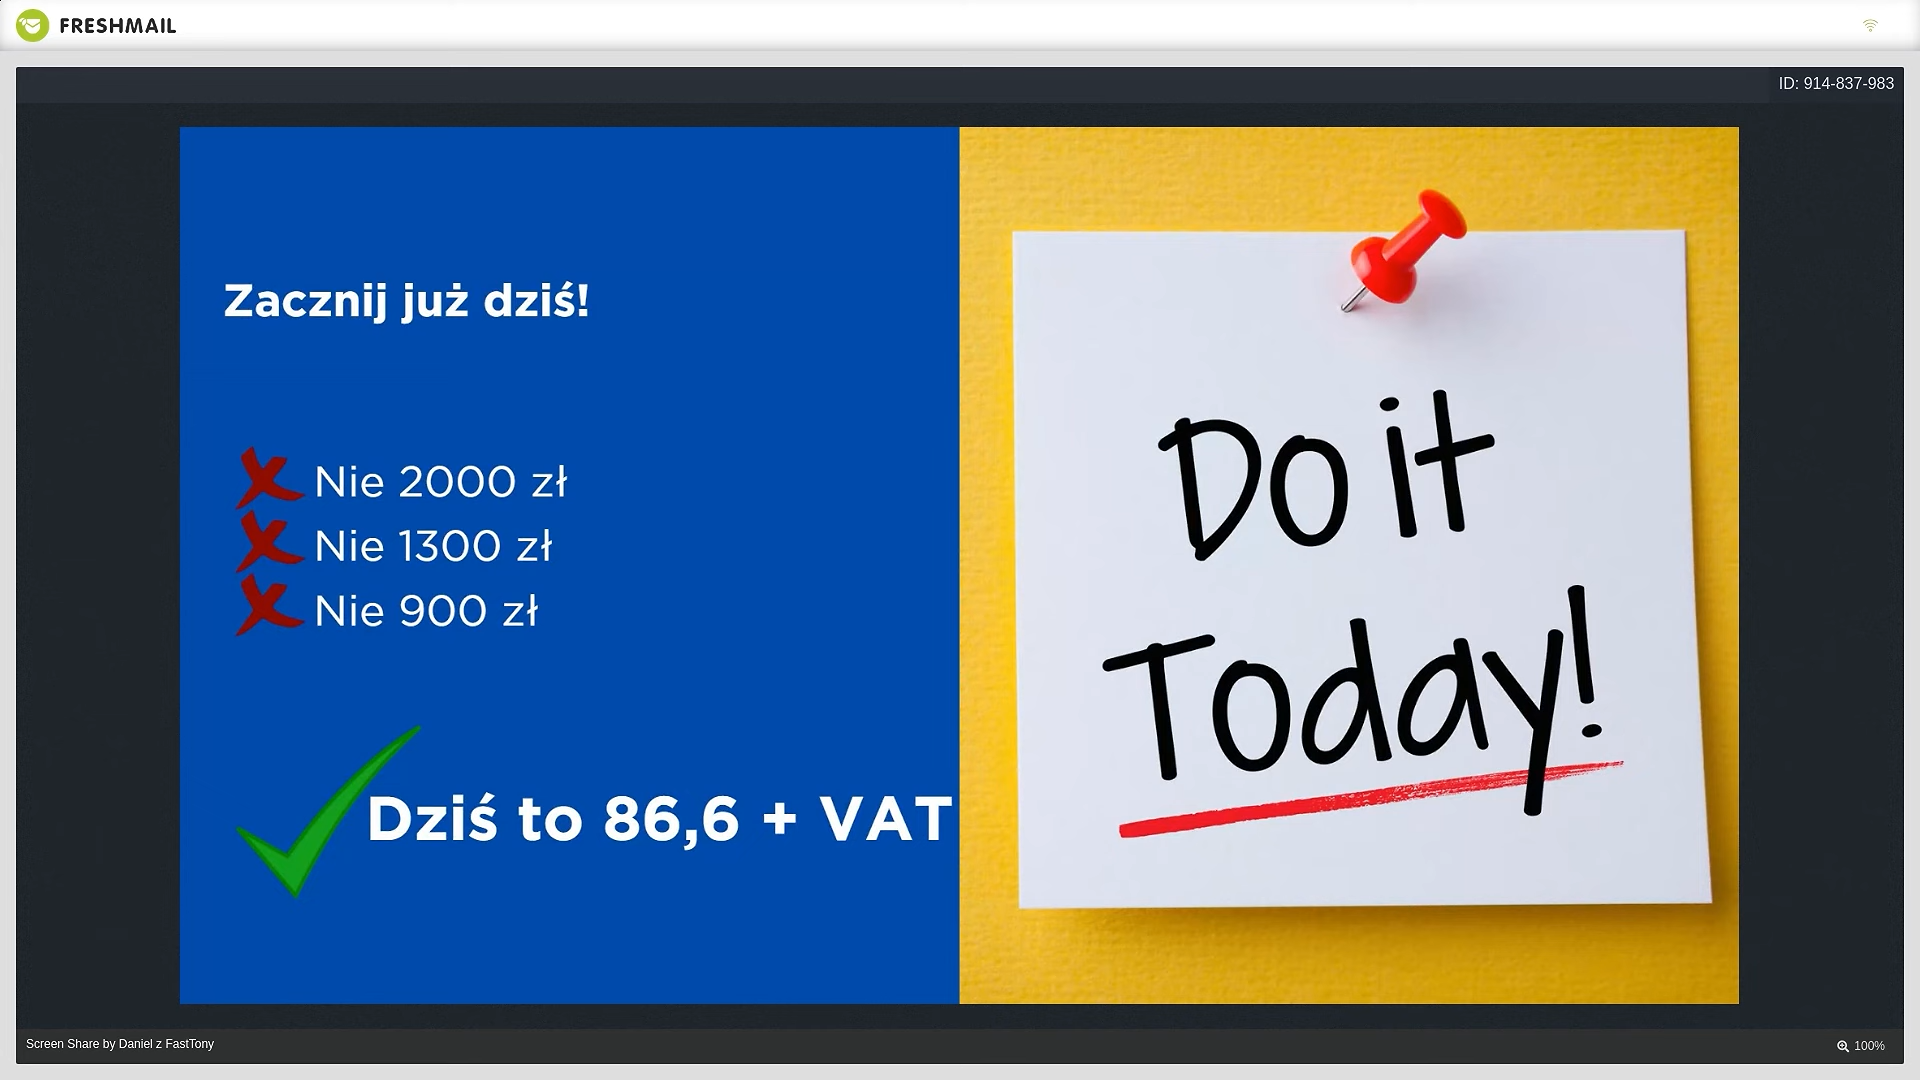 FRESHMAIL
ID: 914-837-983
Zacznij już dziś!
Nie 2000 zł
Nie 1300 zł
Nie 900 zł
Dziś to 86,6 + VAT
Do it
Today!
Screen Share by Daniel z FastTony
100%